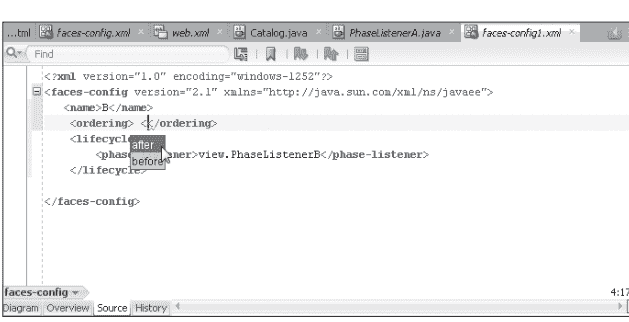 ...tml faces-config.xml web.xml Catalog.java PhaseListenerA.java faces-config1.xml
Find
<?xml version="1.0" encoding="windows-1252"?>
<faces-config version="2.1" xmlns="http://java.sun.com/xml/ns/javaee">
<name>B</name>
<ordering> <</ordering>
<lifecycl
after
<phas ner>view.PhaseListenerB</phase-listener>
before
</lifecycle>
</faces-config>
faces-config
4:17
Diagram Overview Source History